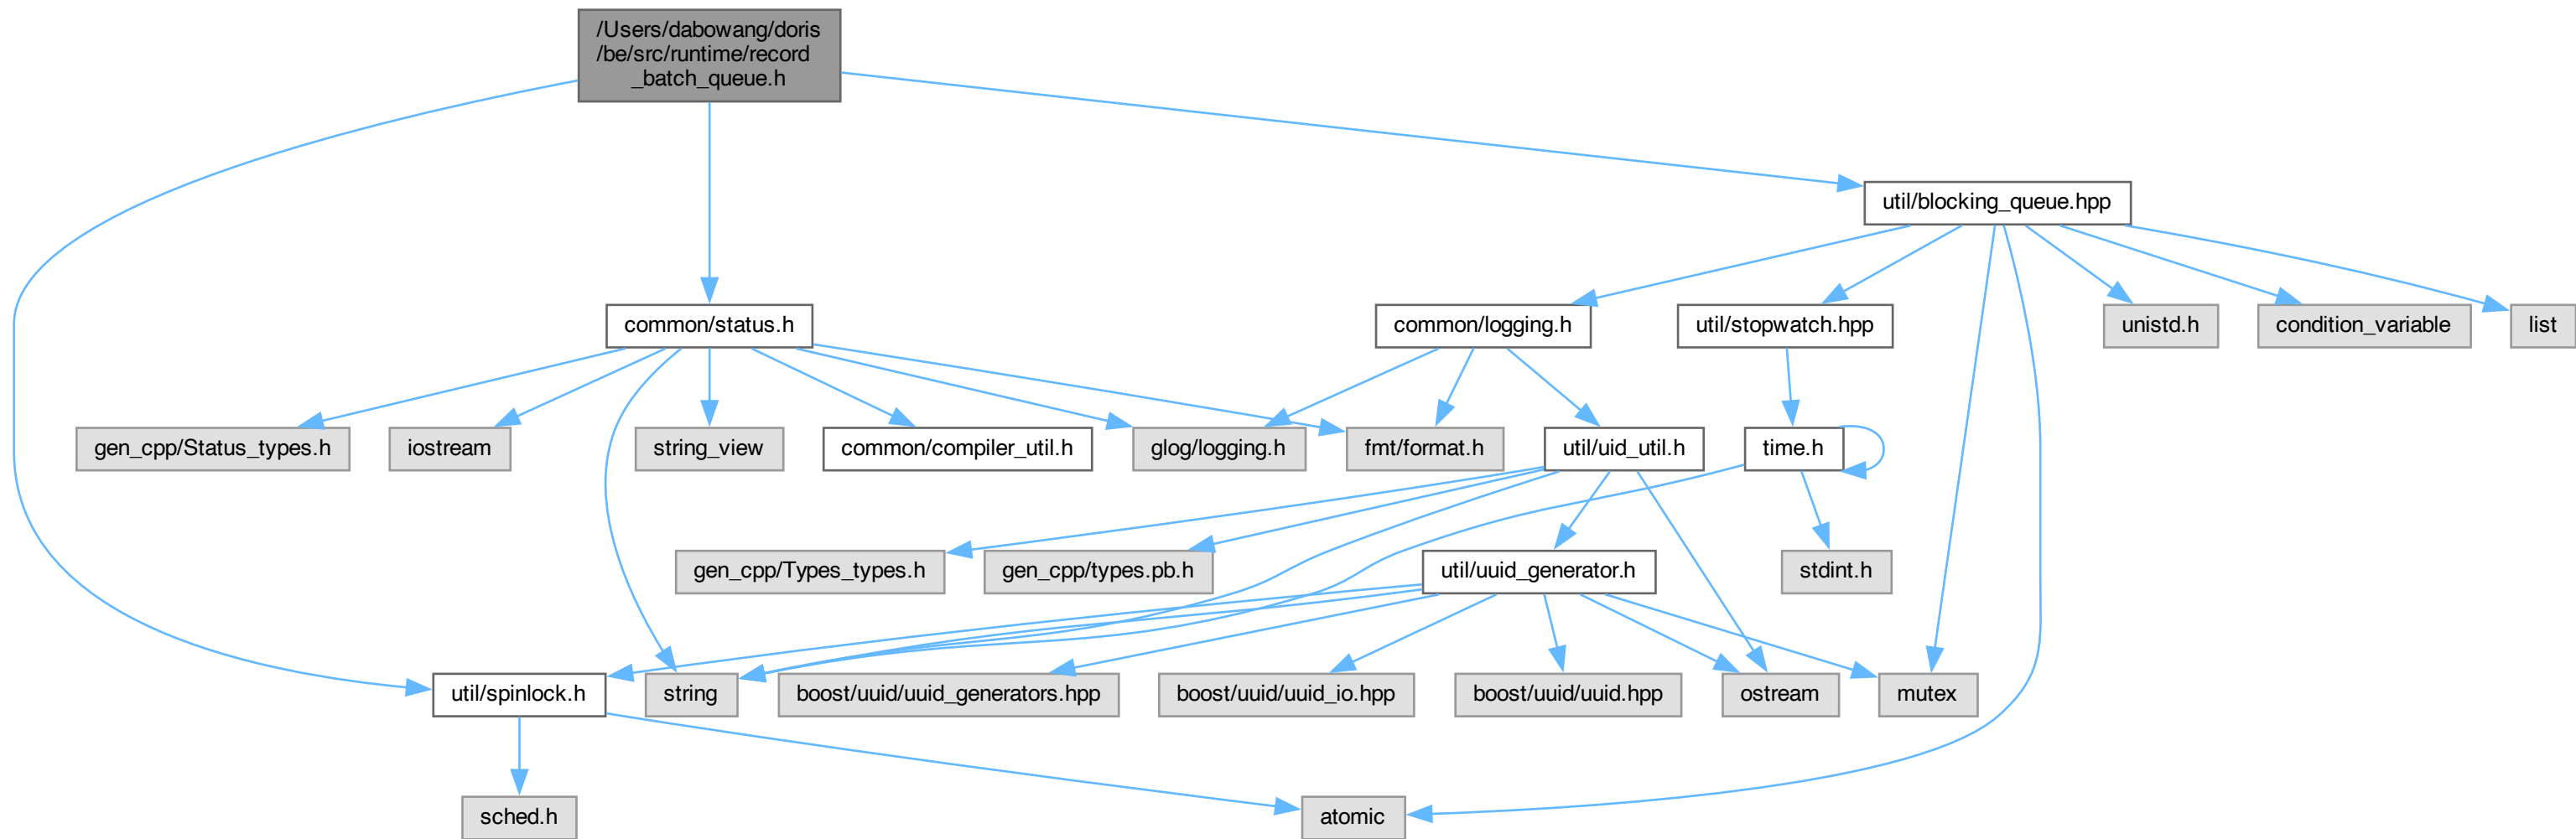 /Users/dabowang/doris
/be/src/runtime/record
_batch_queue.h
util/blocking_queue.hpp
common/status.h
common/logging.h
util/stopwatch.hpp
unistd.h
condition_variable
list
gen_cpp/Status_types.h
iostream
string_view
common/compiler_util.h
glog/logging.h
fmt/format.h
util/uid_util.h
time.h
gen_cpp/Types_types.h
gen_cpp/types.pb.h
util/uuid_generator.h
stdint.h
util/spinlock.h
string
boost/uuid/uuid_generators.hpp
boost/uuid/uuid_io.hpp
boost/uuid/uuid.hpp
ostream
mutex
sched.h
atomic